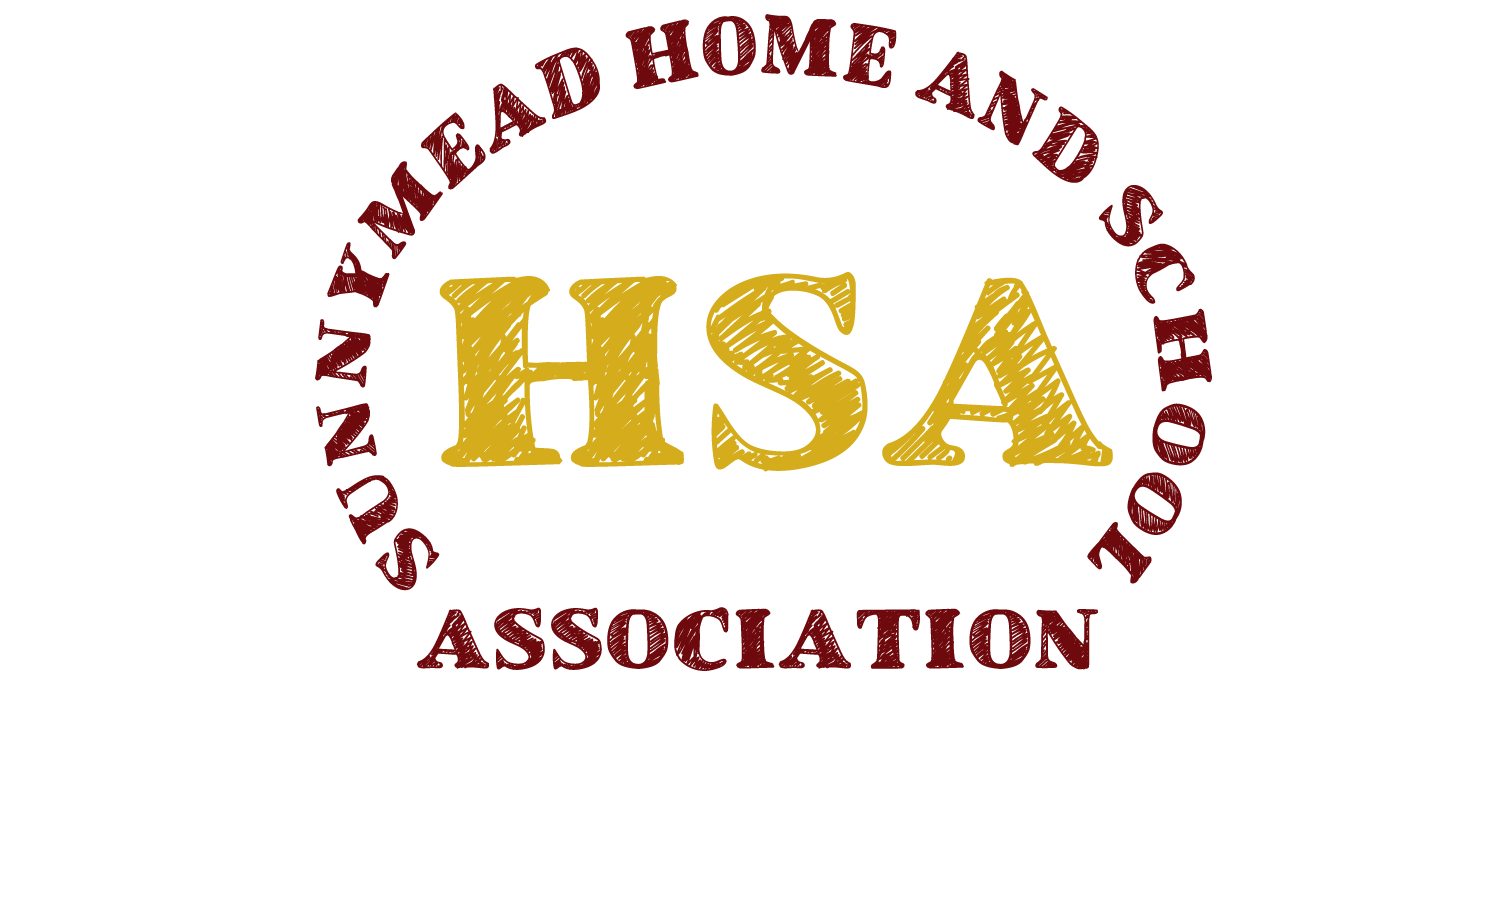 SUNNYMEAD HOME AND SCHOOL
HSA
ASSOCIATION